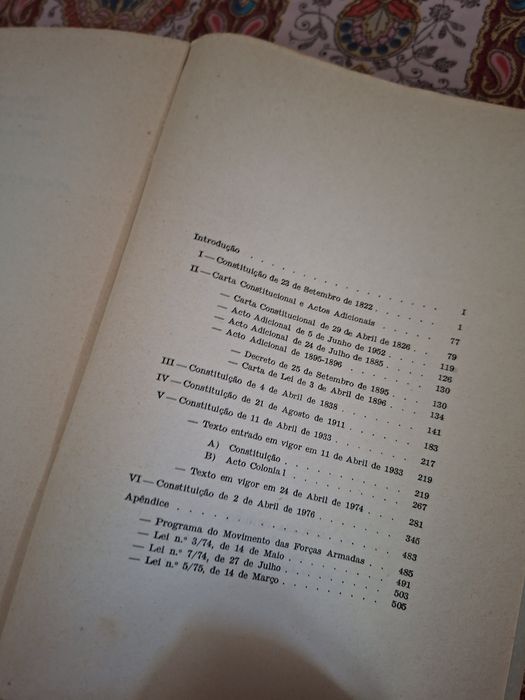 Introdução . . . . . . . . . . . . . . . . I
I — Constituição de 23 de Setembro de 1822 . . . . . . 1
II — Carta Constitucional e Actos Adicionais . . . . . . 77
— Carta Constitucional de 29 de Abril de 1826 . . 79
— Acto Adicional de 5 de Junho de 1952 . . . . 119
— Acto Adicional de 24 de Julho de 1885 . . . . 126
— Acto Adicional de 1895-1896 . . . . . . . 130
— Decreto de 25 de Setembro de 1895 . . . . 130
— Carta de Lei de 3 de Abril de 1896 . . . . 134
III — Constituição de 4 de Abril de 1838 . . . . . . . 141
IV — Constituição de 21 de Agosto de 1911 . . . . . . 183
V — Constituição de 11 de Abril de 1933 . . . . . . . 217
— Texto entrado em vigor em 11 de Abril de 1933 219
A) Constituição . . . . . . . . . . 219
B) Acto Colonial . . . . . . . . . . 267
— Texto em vigor em 24 de Abril de 1974 . . . . 281
VI — Constituição de 2 de Abril de 1976 . . . . . . . 345
Apêndice . . . . . . . . . . . . . . . . 483
— Programa do Movimento das Forças Armadas . . 485
— Lei n.º 3/74, de 14 de Maio . . . . . . . . 491
— Lei n.º 7/74, de 27 de Julho . . . . . . . . 503
— Lei n.º 5/75, de 14 de Março . . . . . . . . 505